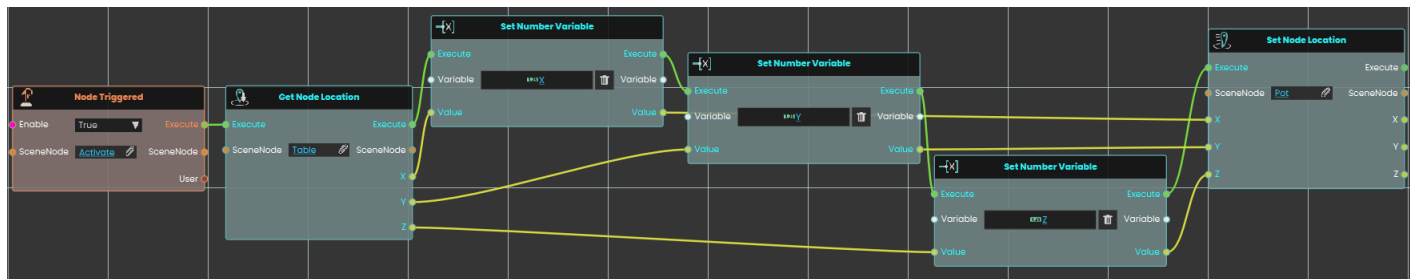 Node Triggered
Enable
True
Execute
SceneNode
Activate
SceneNode
User
Get Node Location
Execute
Execute
SceneNode
Table
SceneNode
X
Y
Z
Set Number Variable
Execute
Execute
Variable
X
Variable
Value
Value
Set Number Variable
Execute
Execute
Variable
Y
Variable
Value
Value
Set Number Variable
Execute
Execute
Variable
Z
Variable
Value
Value
Set Node Location
Execute
Execute
SceneNode
Pot
SceneNode
X
X
Y
Y
Z
Z